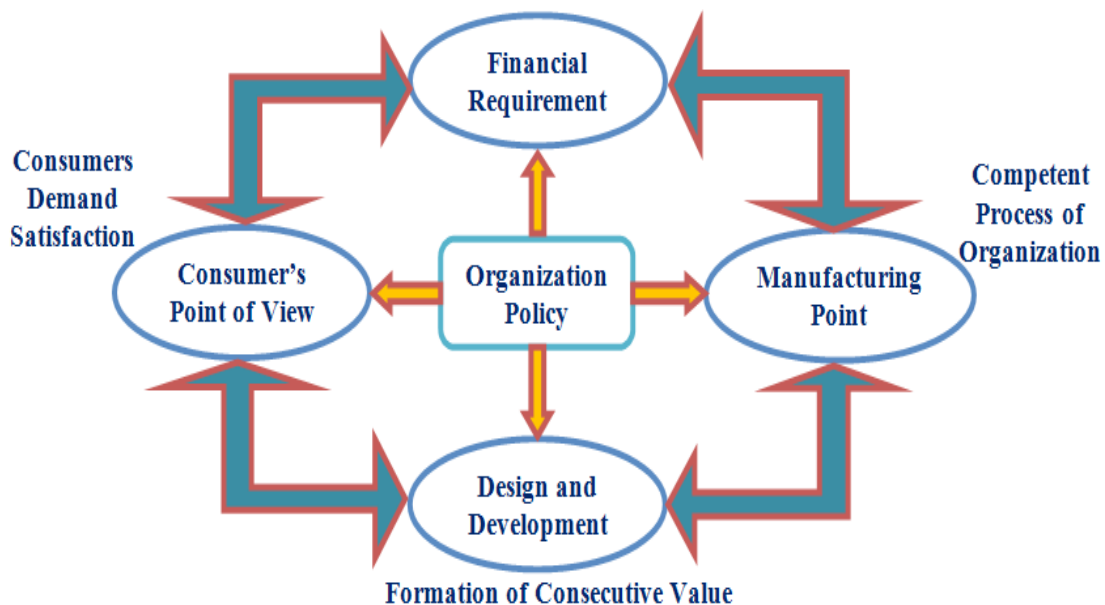 Financial
Requirement
Consumers
Demand
Satisfaction
Competent
Process of
Organization
Consumer's
Point of View
Organization
Policy
Manufacturing
Point
Design and
Development
Formation of Consecutive Value